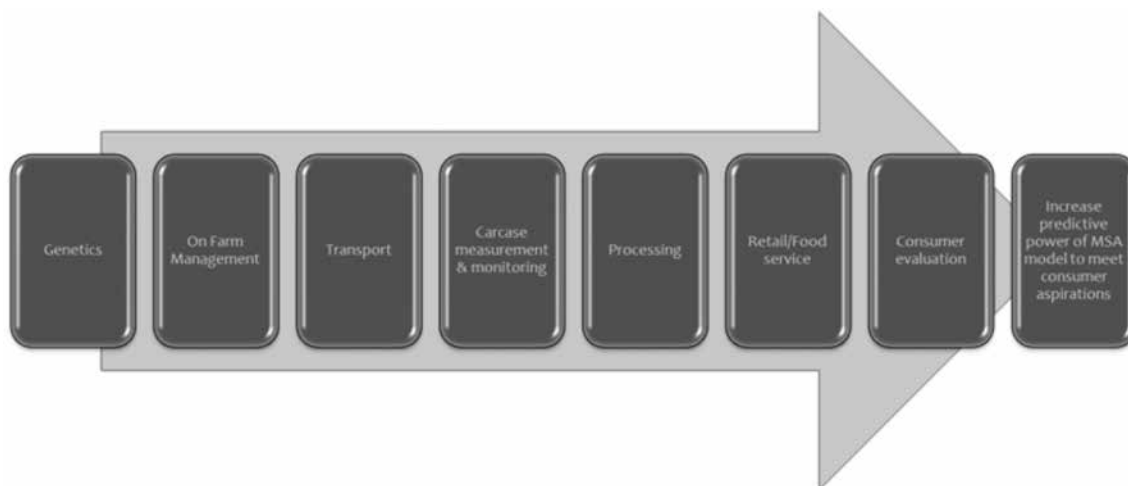 Genetics
On Farm
Management
Transport
Carcase
measurement
& monitoring
Processing
Retail/Food
service
Consumer
evaluation
Increase
predictive
power of MSA
model to meet
consumer
aspirations